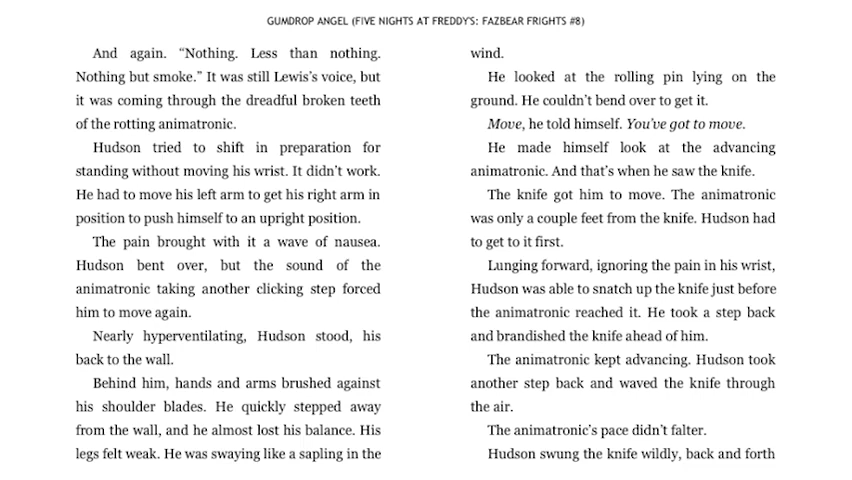 GUMDROP ANGEL (FIVE NIGHTS AT FREDDY'S: FAZBEAR FRIGHTS #8)
And again. “Nothing. Less than nothing.
Nothing but smoke.” It was still Lewis’s voice, but
it was coming through the dreadful broken teeth
of the rotting animatronic.
Hudson tried to shift in preparation for
standing without moving his wrist. It didn’t work.
He had to move his left arm to get his right arm in
position to push himself to an upright position.
The pain brought with it a wave of nausea.
Hudson bent over, but the sound of the
animatronic taking another clicking step forced
him to move again.
Nearly hyperventilating, Hudson stood, his
back to the wall.
Behind him, hands and arms brushed against
his shoulder blades. He quickly stepped away
from the wall, and he almost lost his balance. His
legs felt weak. He was swaying like a sapling in the
wind.
He looked at the rolling pin lying on the
ground. He couldn’t bend over to get it.
Move, he told himself. You’ve got to move.
He made himself look at the advancing
animatronic. And that’s when he saw the knife.
The knife got him to move. The animatronic
was only a couple feet from the knife. Hudson had
to get to it first.
Lunging forward, ignoring the pain in his wrist,
Hudson was able to snatch up the knife just before
the animatronic reached it. He took a step back
and brandished the knife ahead of him.
The animatronic kept advancing. Hudson took
another step back and waved the knife through
the air.
The animatronic’s pace didn’t falter.
Hudson swung the knife wildly, back and forth